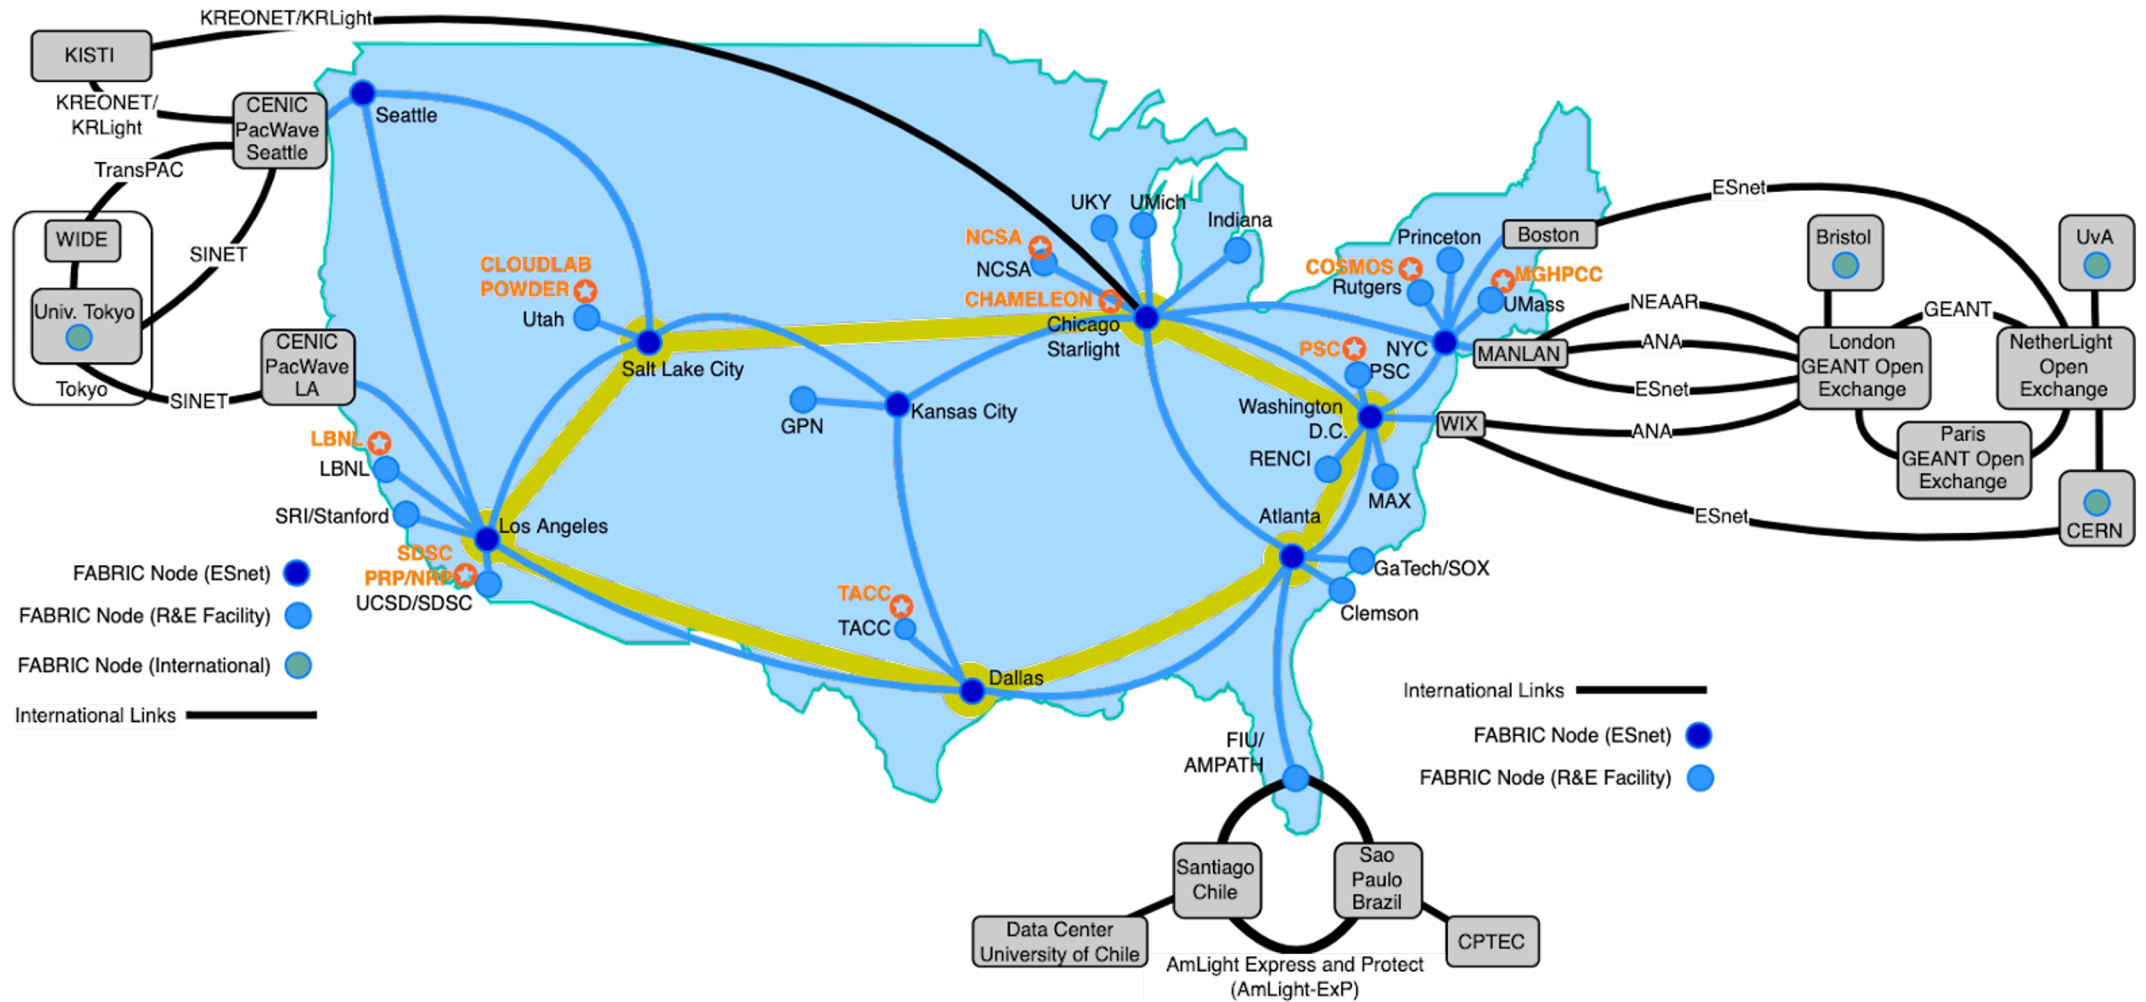 KREONET/KRLight
KISTI
KREONET/
KRLight
CENIC
PacWave
Seattle
TransPAC
WIDE
SINET
Univ. Tokyo
Tokyo
SINET
CENIC
PacWave
LA
Seattle
CLOUDLAB
POWDER
Utah
Salt Lake City
GPN
Kansas City
LBNL
LBNL
SRI/Stanford
Los Angeles
SDSC
PRP/NRP
UCSD/SDSC
TACC
TACC
Dallas
NCSA
NCSA
CHAMELEON
UKY
UMich
Indiana
Chicago
Starlight
COSMOS
Rutgers
Princeton
Boston
MGHPCC
UMass
NYC
MANLAN
PSC
PSC
Washington
D.C.
WIX
RENCI
MAX
Atlanta
GaTech/SOX
Clemson
FIU/
AMPATH
ESnet
NEAAR
ANA
ESnet
ANA
ESnet
Bristol
UvA
GEANT
London
GEANT Open
Exchange
NetherLight
Open
Exchange
Paris
GEANT Open
Exchange
CERN
FABRIC Node (ESnet)
FABRIC Node (R&E Facility)
FABRIC Node (International)
International Links
International Links
FABRIC Node (ESnet)
FABRIC Node (R&E Facility)
Santiago
Chile
Sao
Paulo
Brazil
Data Center
University of Chile
CPTEC
AmLight Express and Protect
(AmLight-ExP)